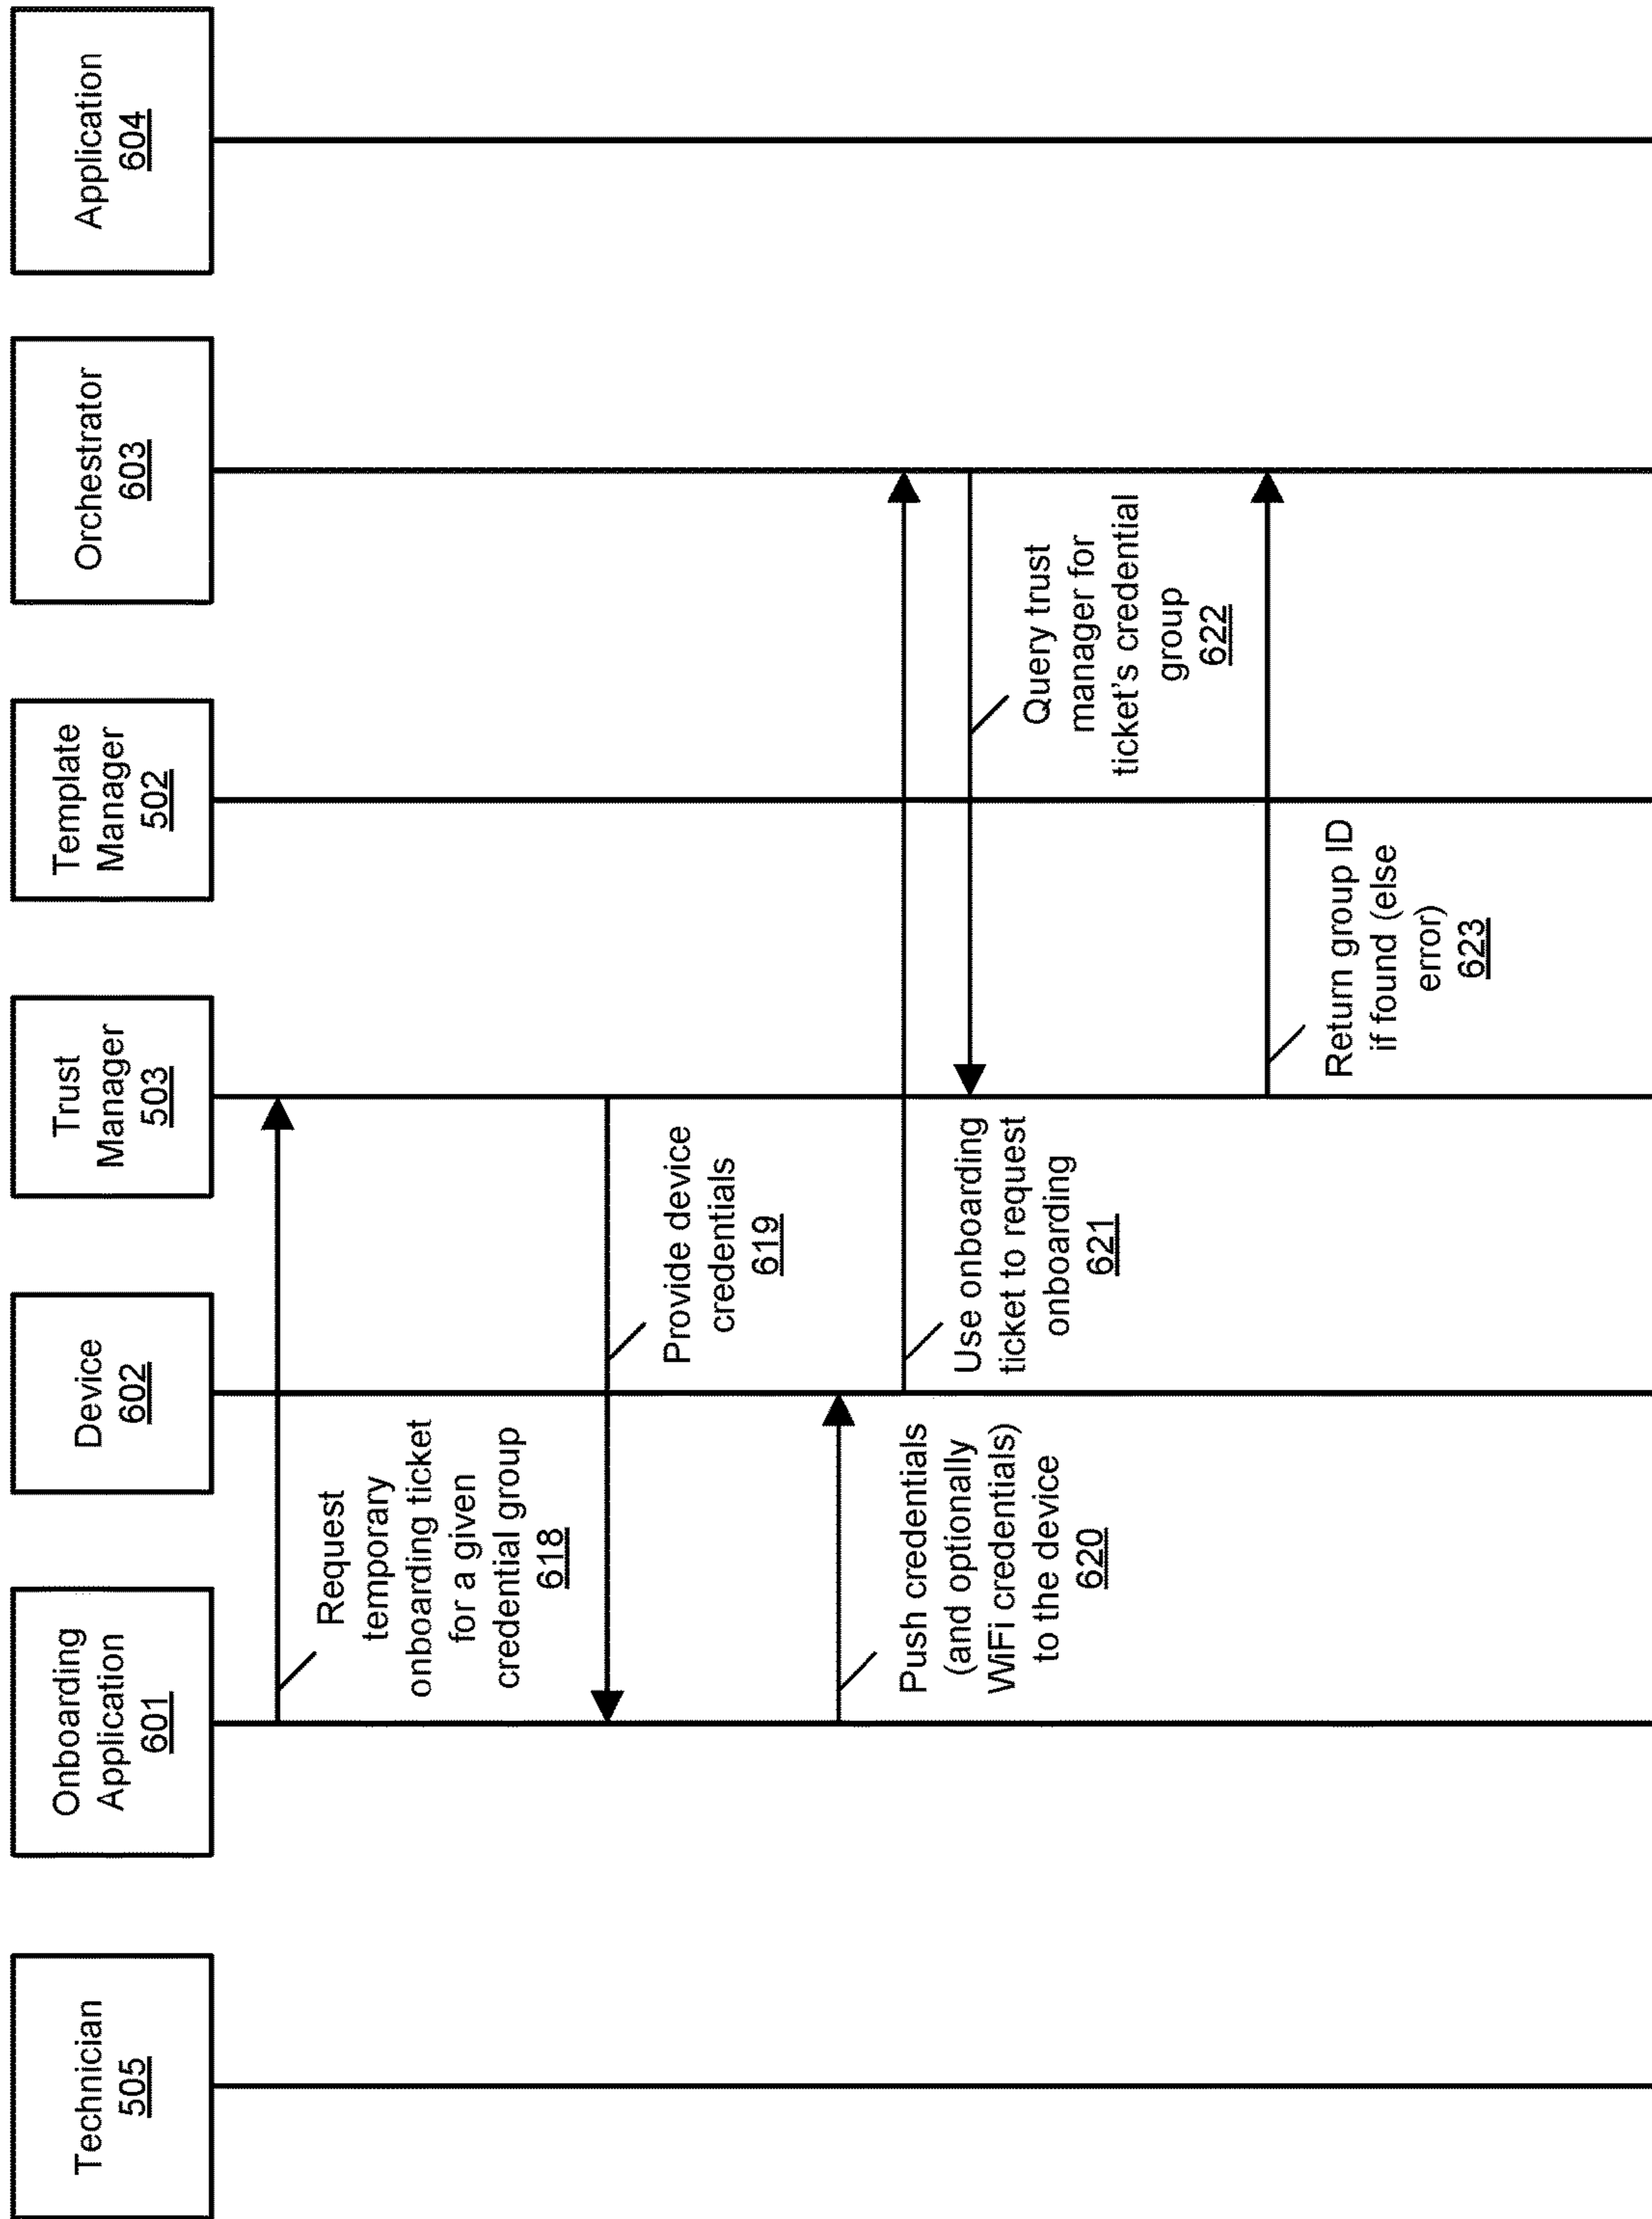 Technician
505
Onboarding
Application
601
Device
602
Trust
Manager
503
Template
Manager
502
Orchestrator
603
Application
604
Request
temporary
onboarding ticket
for a given
credential group
618
Provide device
credentials
619
Push credentials
(and optionally
WiFi credentials)
to the device
620
Use onboarding
ticket to request
onboarding
621
Query trust
manager for
ticket's credential
group
622
Return group ID
if found (else
error)
623